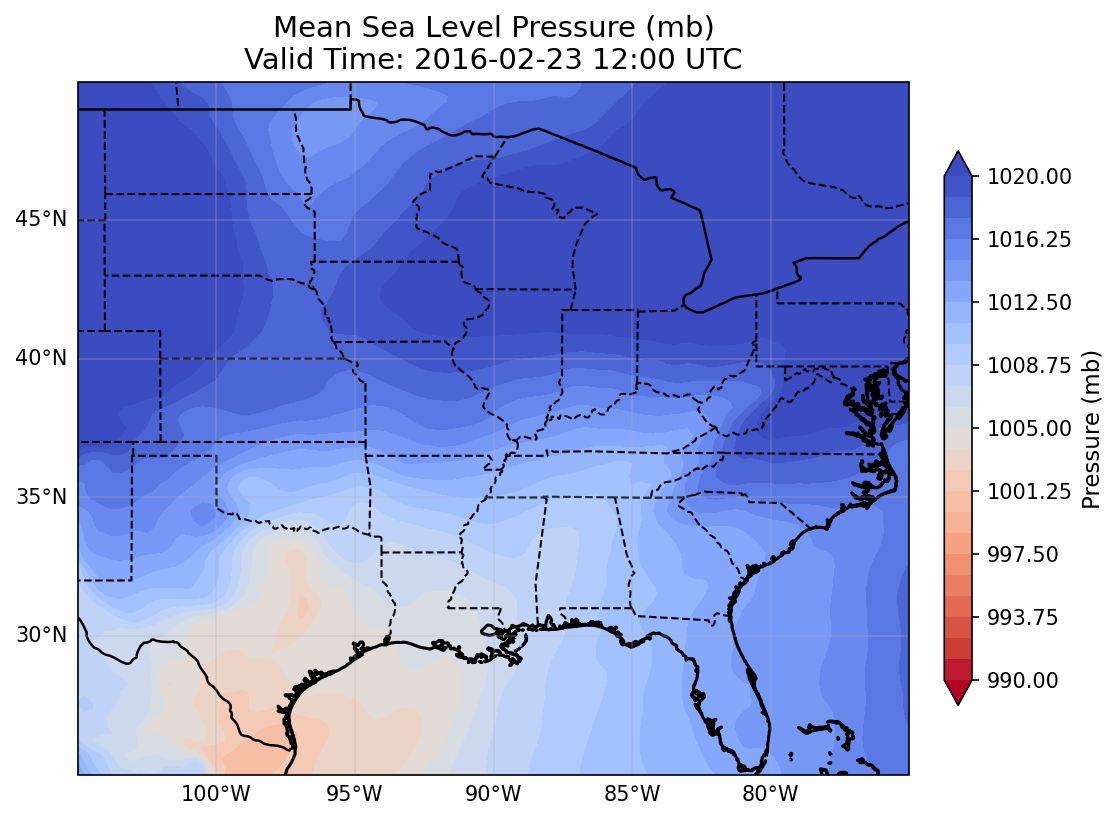 Mean Sea Level Pressure (mb)
Valid Time: 2016-02-23 12:00 UTC
45°N
40°N
35°N
30°N
100°W
95°W
90°W
85°W
80°W
1020.00
1016.25
1012.50
1008.75
1005.00
1001.25
997.50
993.75
990.00
Pressure (mb)